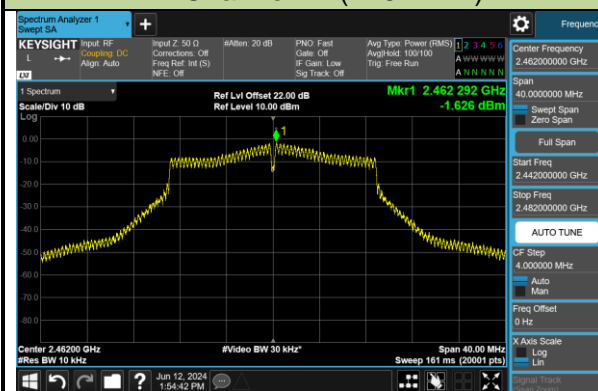 Spectrum Analyzer 1
Swept SA
+
Frequenc
KEYSIGHT
L
LXI
Input: RF
Coupling: DC
Align: Auto
Input Z: 50 Ω
Corrections: Off
Freq Ref: Int (S)
NFE: Off
#Atten: 20 dB
PNO: Fast
Gate: Off
IF Gain: Low
Sig Track: Off
Avg Type: Power (RMS)
Avg|Hold: 100/100
Trig: Free Run
1 2 3 4 5 6
A W W W W W
A N N N N N
1 Spectrum
Scale/Div 10 dB
Log
Ref Lvl Offset 22.00 dB
Ref Level 10.00 dBm
Mkr1 2.462 292 GHz
-1.626 dBm
1
0.00
-10.0
-20.0
-30.0
-40.0
-50.0
-60.0
-70.0
-80.0
Center 2.46200 GHz
#Res BW 10 kHz
#Video BW 30 kHz*
Span 40.00 MHz
Sweep 161 ms (20001 pts)
Center Frequency
2.462000000 GHz
Span
40.0000000 MHz
Swept Span
Zero Span
Full Span
Start Freq
2.442000000 GHz
Stop Freq
2.482000000 GHz
AUTO TUNE
CF Step
4.000000 MHz
Auto
Man
Freq Offset
0 Hz
X Axis Scale
Log
Lin
Signal Track
?
Jun 12, 2024
1:54:42 PM